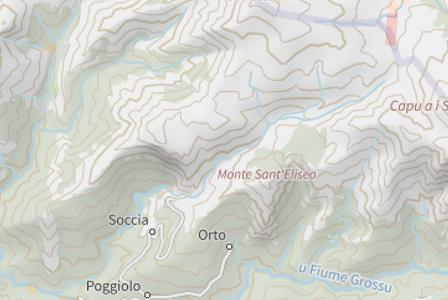 Capu a i S
Monte Sant'Eliseo
Soccia
Orto
u Fiume Grossu
Poggiolo